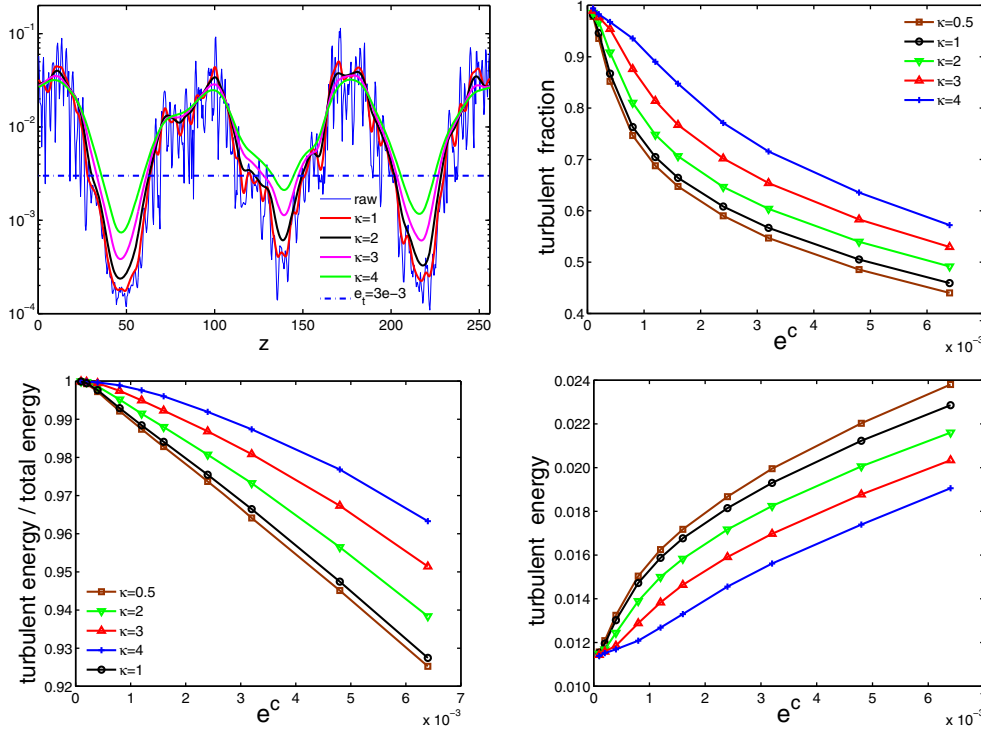 10^{-1}
10^{-2}
10^{-3}
10^{-4}
0 50 100 150 200 250
z
raw
κ=1
κ=2
κ=3
κ=4
e_t=3e−3
turbulent fraction
1
0.9
0.8
0.7
0.6
0.5
0.4
0 1 2 3 4 5 6 7
x 10^{-3}
e^c
κ=0.5
κ=1
κ=2
κ=3
κ=4
turbulent energy / total energy
1
0.99
0.98
0.97
0.96
0.95
0.94
0.93
0.92
0 1 2 3 4 5 6 7
x 10^{-3}
e^c
κ=0.5
κ=2
κ=3
κ=4
κ=1
turbulent energy
0.024
0.022
0.020
0.018
0.016
0.014
0.012
0.010
0 1 2 3 4 5 6 7
x 10^{-3}
e^c